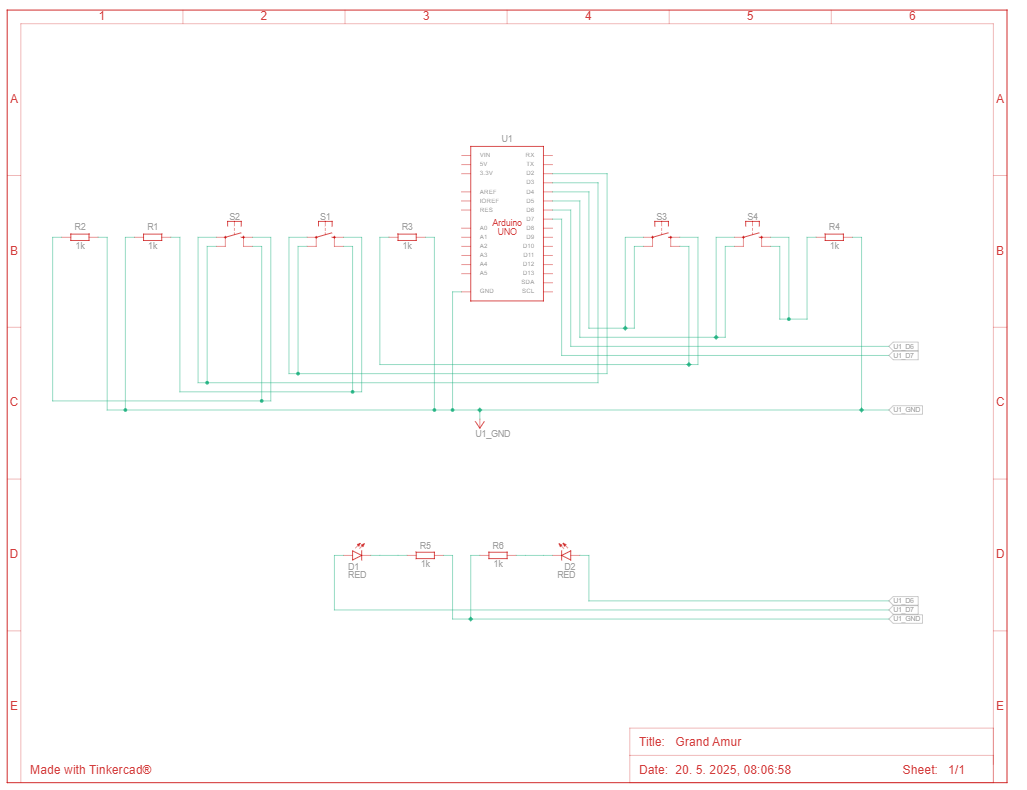 1 2 3 4 5 6
A A
U1
VIN RX
5V TX
3.3V D2
D3
AREF D4
IOREF D5
RES D6
D7
A0 D8
A1 D9
A2 D10
A3 D11
A4 D12
A5 D13
SDA
GND SCL
Arduino
UNO
R2 R1 S2 S1 R3 S3 S4 R4
1k 1k 1k 1k
B B
U1_D6
U1_D7
C C
U1_GND
U1_GND
D D
R5 R6
1k 1k
D1 D2
RED RED
U1_D6
U1_D7
U1_GND
E E
Title: Grand Amur
Made with Tinkercad®
Date: 20. 5. 2025, 08:06:58 Sheet: 1/1